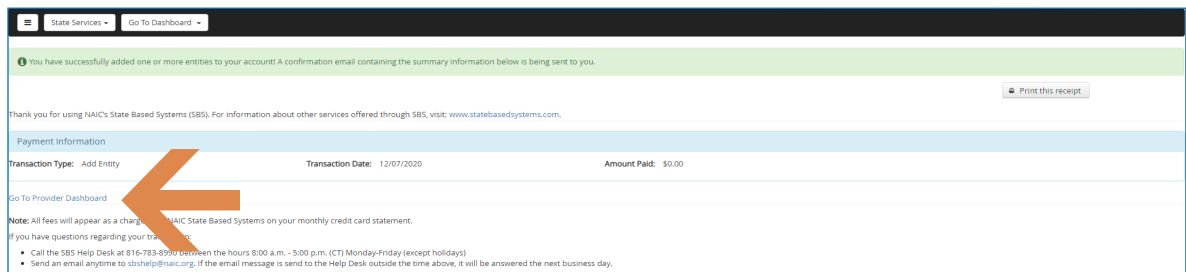 State Services
Go To Dashboard
You have successfully added one or more entities to your account! A confirmation email containing the summary information below is being sent to you.
Print this receipt
Thank you for using NAIC's State Based Systems (SBS). For information about other services offered through SBS, visit: www.statebasedsystems.com.
Payment Information
Transaction Type: Add Entity Transaction Date: 12/07/2020 Amount Paid: $0.00
Go To Provider Dashboard
Note: All fees will appear as a charge NAIC State Based Systems on your monthly credit card statement.
If you have questions regarding your
• Call the SBS Help Desk at 816-783-8990 between the hours 8:00 a.m. - 5:00 p.m. (CT) Monday-Friday (except holidays)
• Send an email anytime to sbshelp@naic.org. If the email message is send to the Help Desk outside the time above, it will be answered the next business day.